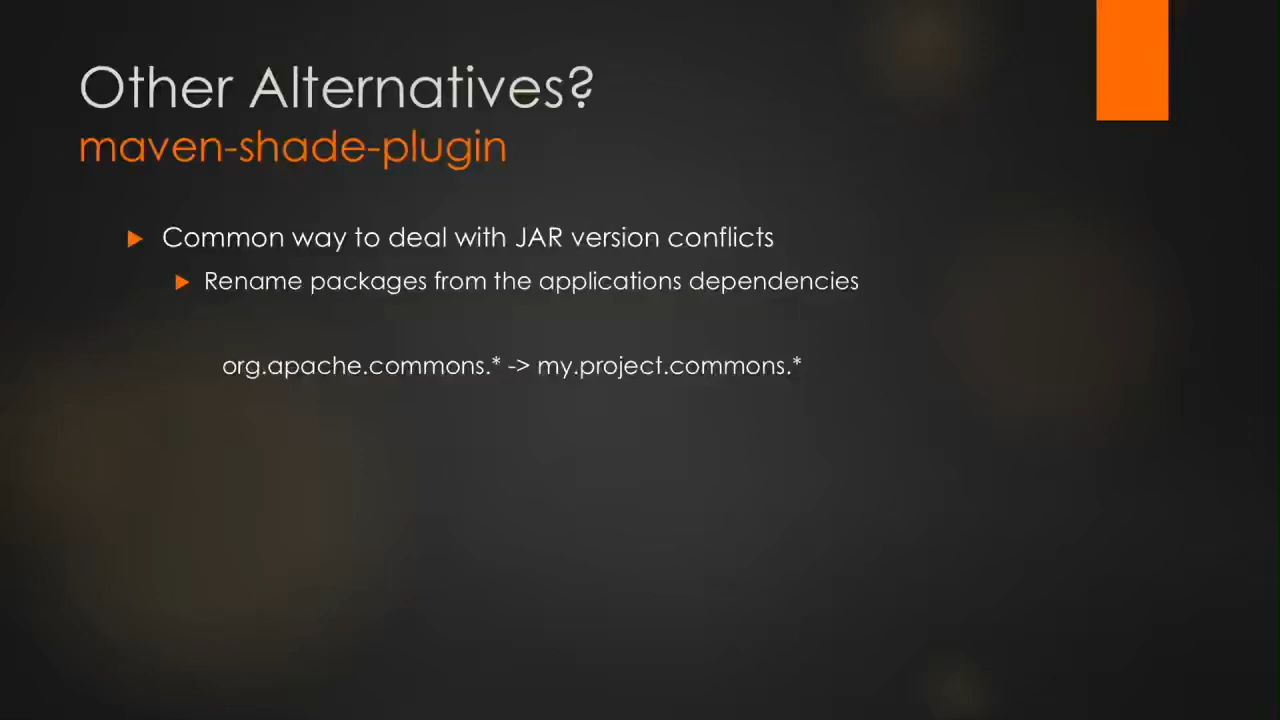 Other Alternatives?
maven-shade-plugin
Common way to deal with JAR version conflicts
Rename packages from the applications dependencies
org.apache.commons.* -> my.project.commons.*